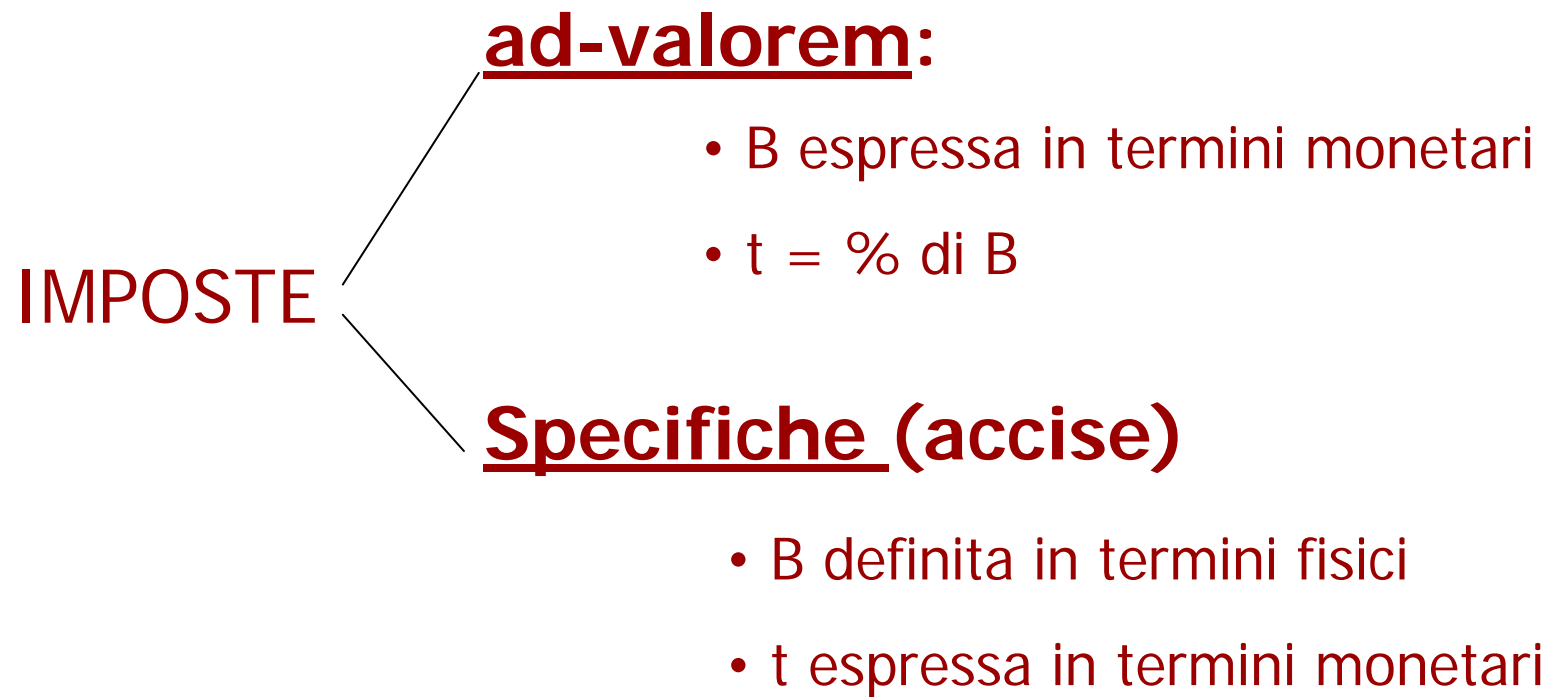 ad-valorem:
• B espressa in termini monetari
• t = % di B
IMPOSTE
Specifiche (accise)
• B definita in termini fisici
• t espressa in termini monetari